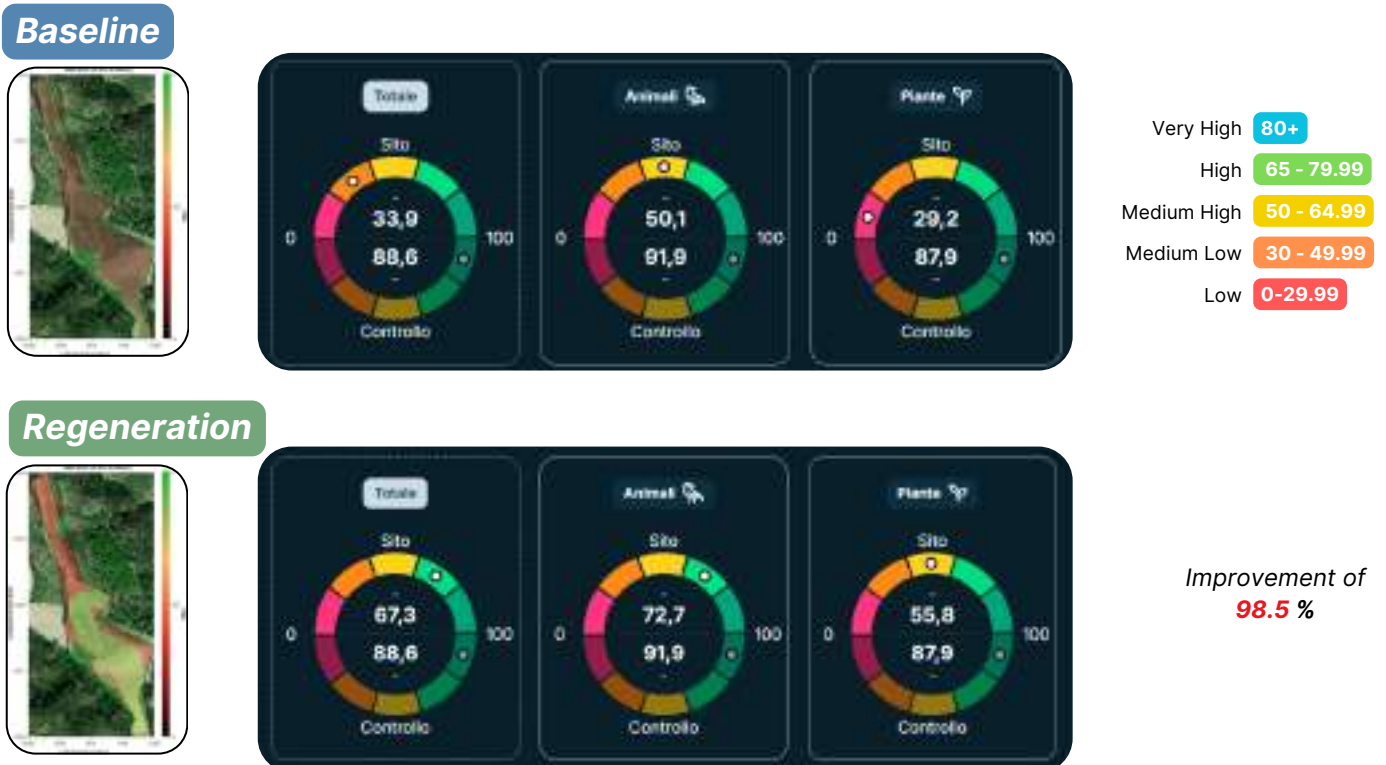 Baseline
Totale
Sito
0
33,9
88,6
100
Controllo
Animali
Sito
0
50,1
91,9
100
Controllo
Piante
Sito
0
29,2
87,9
100
Controllo
Very High 80+
High 65 - 79.99
Medium High 50 - 64.99
Medium Low 30 - 49.99
Low 0-29.99
Regeneration
Totale
Sito
0
67,3
88,6
100
Controllo
Animali
Sito
0
72,7
91,9
100
Controllo
Piante
Sito
0
55,8
87,9
100
Controllo
Improvement of
98.5 %